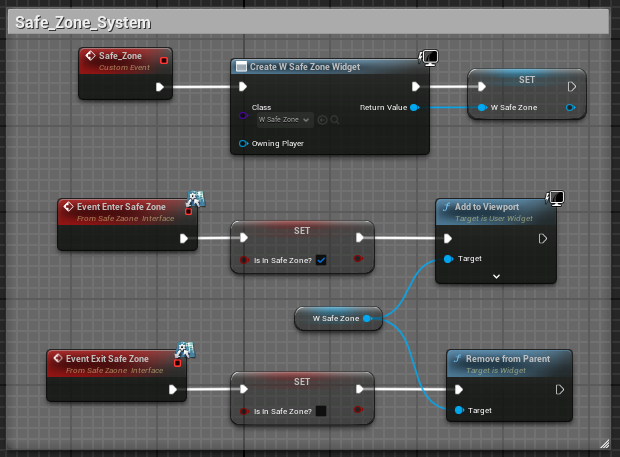 Safe_Zone_System
Safe_Zone
Custom Event
Create W Safe Zone Widget
Class
W Safe Zone
Return Value
Owning Player
SET
W Safe Zone
Event Enter Safe Zone
From Safe Zaone Interface
SET
Is In Safe Zone?
Add to Viewport
Target is User Widget
Target
W Safe Zone
Event Exit Safe Zone
From Safe Zaone Interface
SET
Is In Safe Zone?
Remove from Parent
Target is Widget
Target